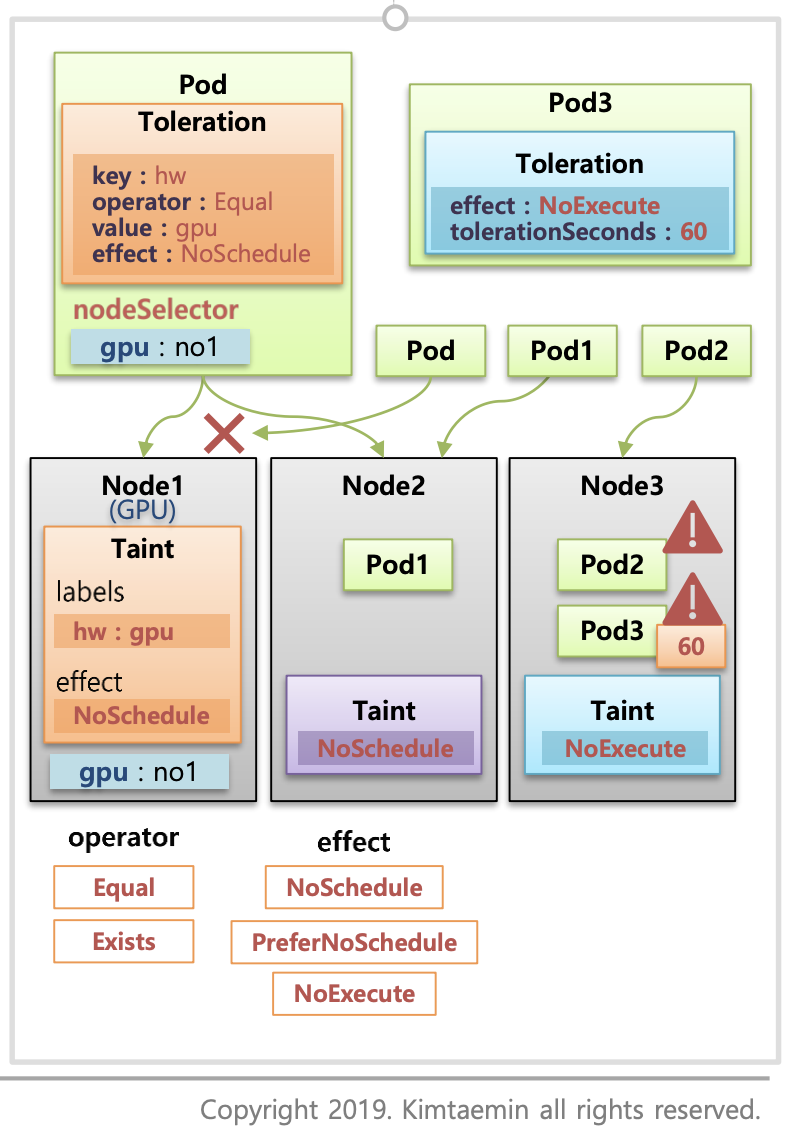 Pod
Toleration
key : hw
operator : Equal
value : gpu
effect : NoSchedule
nodeSelector
gpu : no1
Pod3
Toleration
effect : NoExecute
tolerationSeconds : 60
Pod
Pod1
Pod2
Node1
(GPU)
Taint
labels
hw : gpu
effect
NoSchedule
gpu : no1
Node2
Pod1
Taint
NoSchedule
Node3
Pod2
Pod3
60
Taint
NoExecute
operator
Equal
Exists
effect
NoSchedule
PreferNoSchedule
NoExecute
Copyright 2019. Kimtaemin all rights reserved.